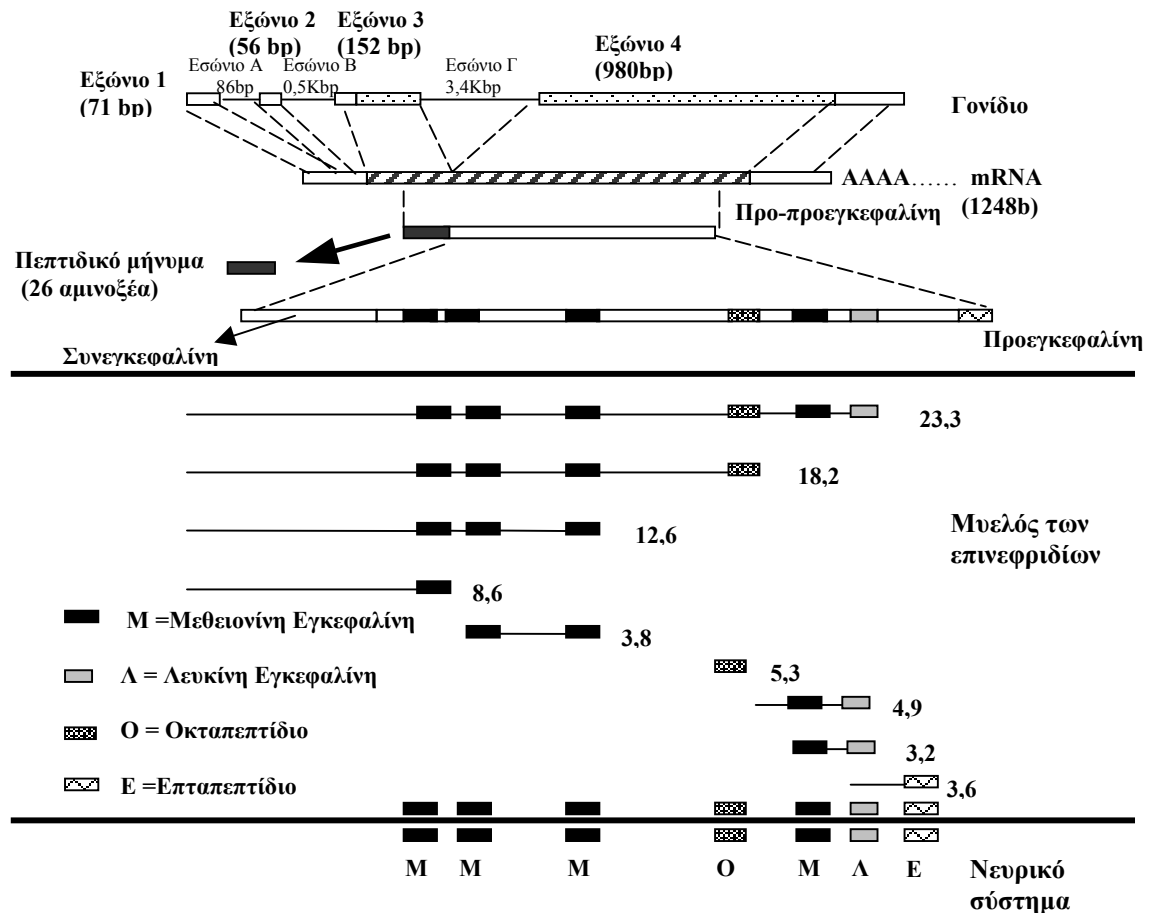 Εξώνιο 2
(56 bp)
Εξώνιο 3
(152 bp)
Εξώνιο 4
(980bp)
Εξώνιο 1
(71 bp)
Εσώνιο Α
86bp
Εσώνιο Β
0,5Kbp
Εσώνιο Γ
3,4Kbp
Γονίδιο
ΑΑΑΑ...... mRNA
(1248b)
Προ-προεγκεφαλίνη
Πεπτιδικό μήνυμα
(26 αμινοξέα)
Συνεγκεφαλίνη
Προεγκεφαλίνη
23,3
18,2
12,6
Μυελός των
επινεφριδίων
8,6
Μ =Μεθειονίνη Εγκεφαλίνη
3,8
5,3
Λ = Λευκίνη Εγκεφαλίνη
4,9
Ο = Οκταπεπτίδιο
3,2
Ε =Επταπεπτίδιο
3,6
Μ Μ Μ Ο Μ Λ Ε
Νευρικό
σύστημα